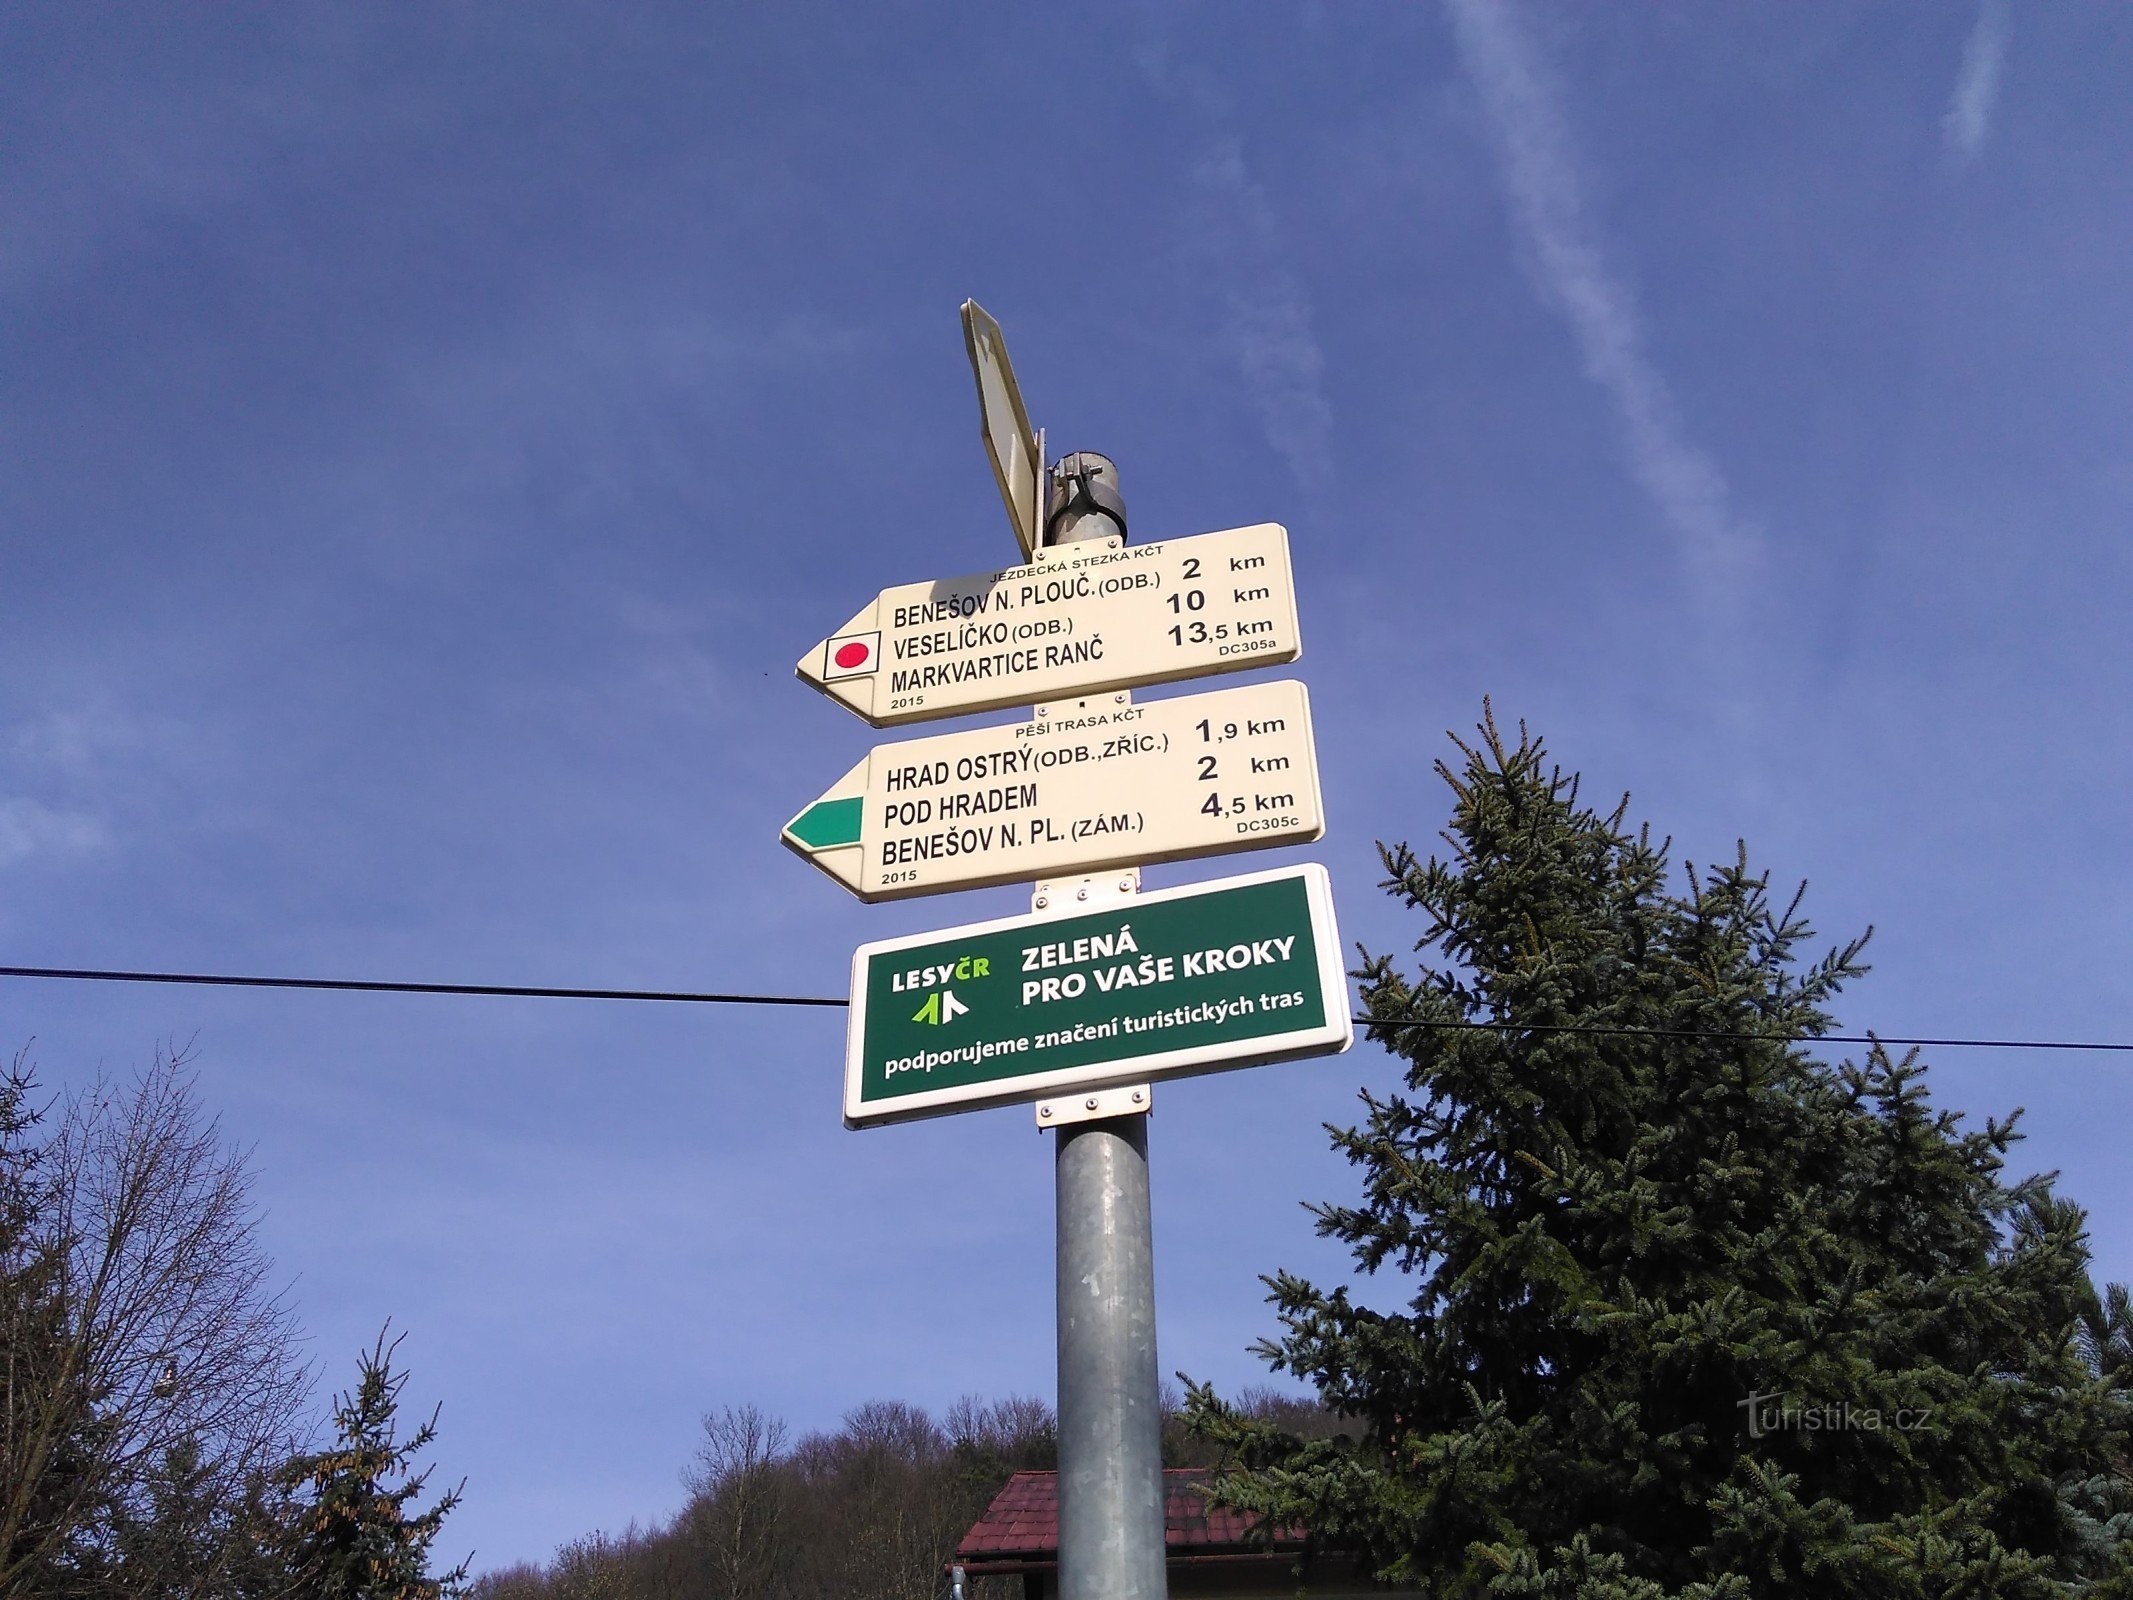 JEZDECKÁ STEZKA KČT
BENEŠOV N. PLOUČ. (ODB.) 2 km
VESELÍČKO (ODB.) 10 km
MARKVARTICE RANČ 13,5 km
2015 DC305a
PĚŠÍ TRASA KČT
HRAD OSTRÝ (ODB.,ZŘÍC.) 1,9 km
POD HRADEM 2 km
BENEŠOV N. PL. (ZÁM.) 4,5 km
2015 DC305c
LESYČR
ZELENÁ
PRO VAŠE KROKY
podporujeme značení turistických tras
Turistika.cz